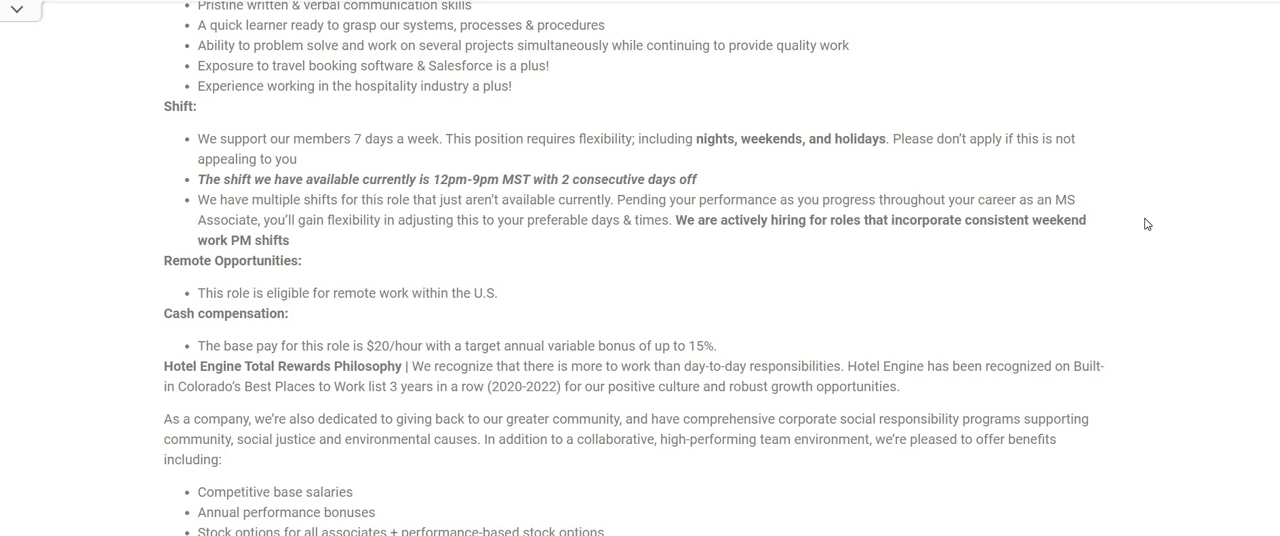 Pristine written & verbal communication skills
A quick learner ready to grasp our systems, processes & procedures
Ability to problem solve and work on several projects simultaneously while continuing to provide quality work
Exposure to travel booking software & Salesforce is a plus!
Experience working in the hospitality industry a plus!
Shift:
We support our members 7 days a week. This position requires flexibility; including nights, weekends, and holidays. Please don’t apply if this is not
appealing to you
The shift we have available currently is 12pm-9pm MST with 2 consecutive days off
We have multiple shifts for this role that just aren’t available currently. Pending your performance as you progress throughout your career as an MS
Associate, you’ll gain flexibility in adjusting this to your preferable days & times. We are actively hiring for roles that incorporate consistent weekend
work PM shifts
Remote Opportunities:
This role is eligible for remote work within the U.S.
Cash compensation:
The base pay for this role is $20/hour with a target annual variable bonus of up to 15%.
Hotel Engine Total Rewards Philosophy | We recognize that there is more to work than day-to-day responsibilities. Hotel Engine has been recognized on Built-
in Colorado’s Best Places to Work list 3 years in a row (2020-2022) for our positive culture and robust growth opportunities.
As a company, we’re also dedicated to giving back to our greater community, and have comprehensive corporate social responsibility programs supporting
community, social justice and environmental causes. In addition to a collaborative, high-performing team environment, we’re pleased to offer benefits
including:
Competitive base salaries
Annual performance bonuses
Stock options for all associates + performance-based stock options